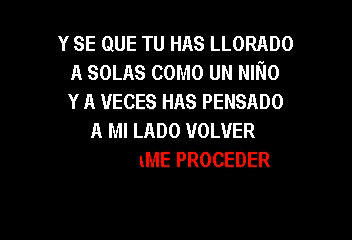 Y SE QUE TU HAS LLORADO
A SOLAS COMO UN NIÑO
Y A VECES HAS PENSADO
A MI LADO VOLVER
ME PROCEDER